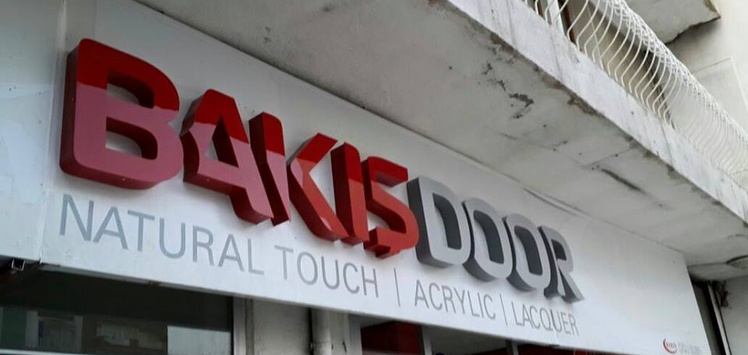 BAKIŞDOOR
NATURAL TOUCH | ACRYLIC | LACQUER